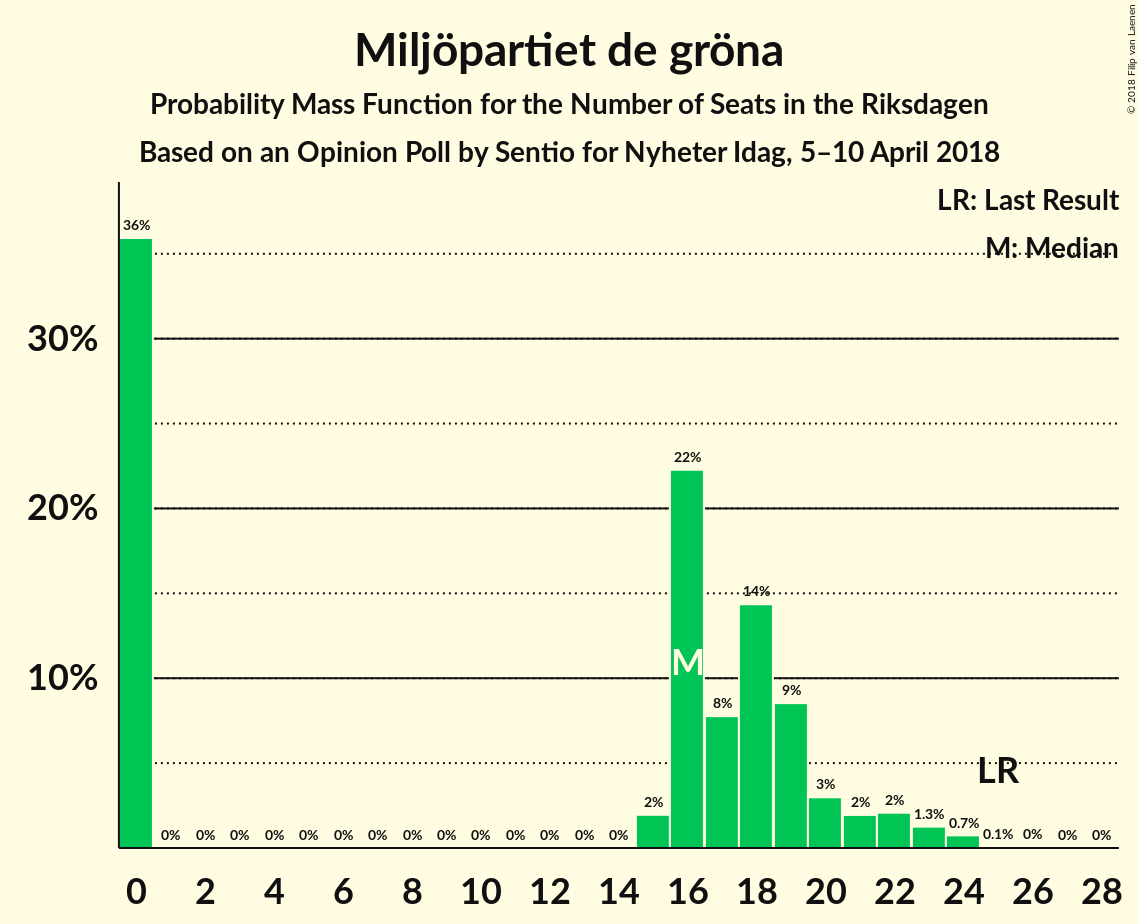 Miljöpartiet de gröna
Probability Mass Function for the Number of Seats in the Riksdagen
Based on an Opinion Poll by Sentio for Nyheter Idag, 5–10 April 2018
© 2018 Filip van Laenen
LR: Last Result
M: Median
30%
20%
10%
36%
0% 0% 0% 0% 0% 0% 0% 0% 0% 0% 0% 0% 0% 0% 2% 22% 8% 14% 9% 3% 2% 2% 1.3% 0.7% 0.1% 0% 0% 0%
M
LR
0 2 4 6 8 10 12 14 16 18 20 22 24 26 28